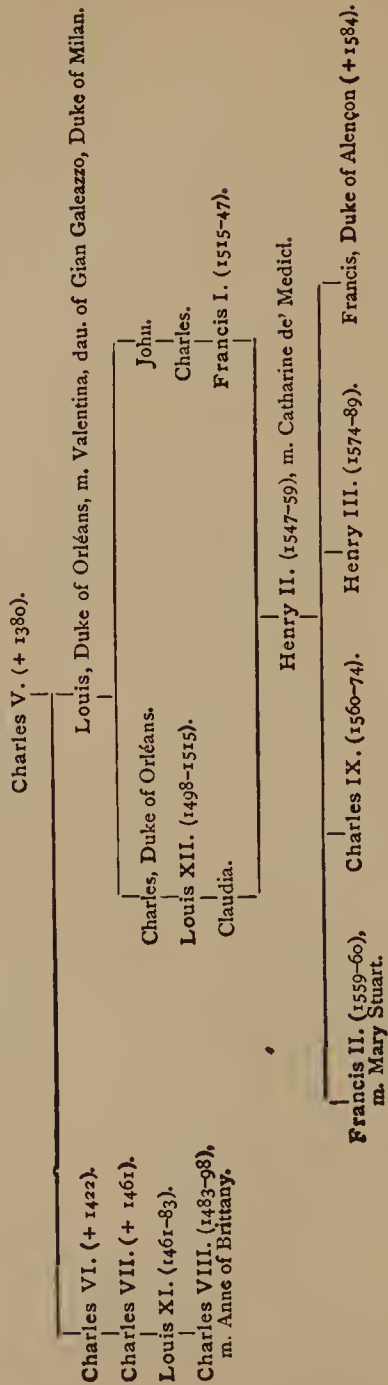 Charles V. (+ 1380).
Charles VI. (+ 1422).
Charles VII. (+ 1461).
Louis XI. (1461-83).
Charles VIII. (1483-98),
m. Anne of Brittany.
Louis, Duke of Orléans, m. Valentina, dau. of Gian Galeazzo, Duke of Milan.
Charles, Duke of Orléans.
Louis XII. (1498-1515).
Claudia.
John.
Charles.
Francis I. (1515-47).
Henry II. (1547-59), m. Catharine de' Medici.
Francis II. (1559-60),
m. Mary Stuart.
Charles IX. (1560-74).
Henry III. (1574-89).
Francis, Duke of Alençon (+1584).